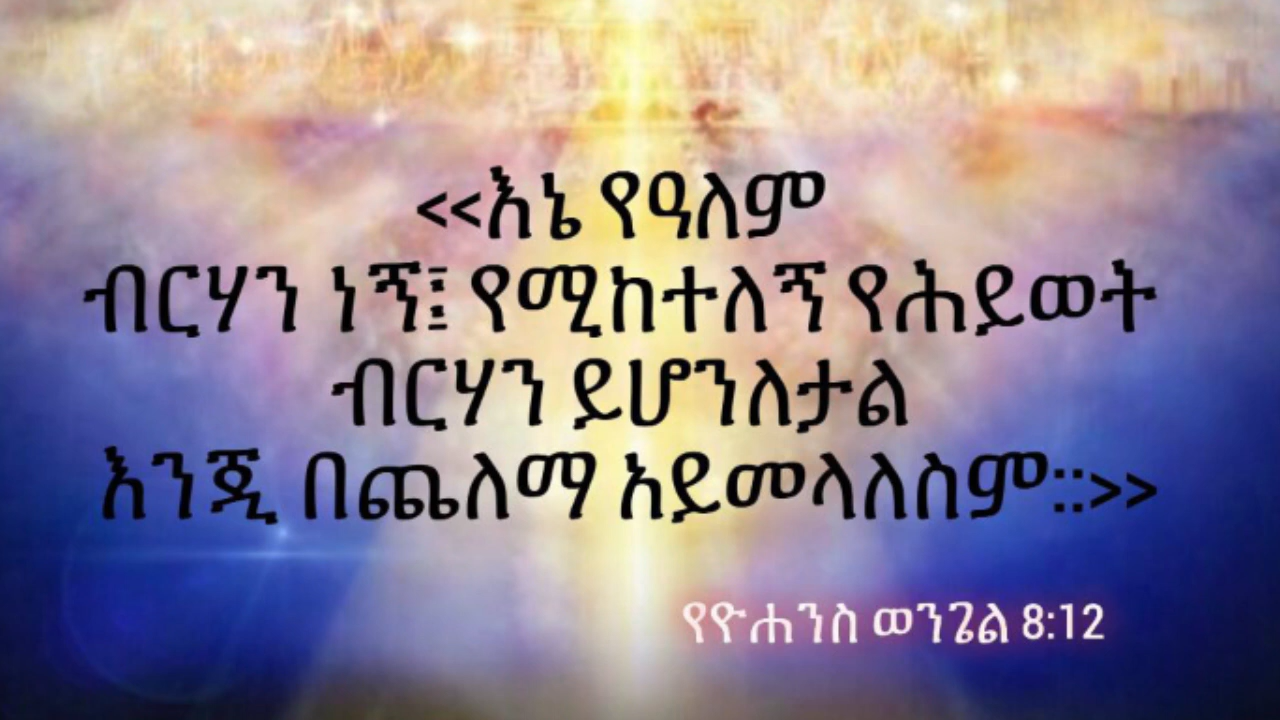 <<እኔ የዓለም
ብርሃን ነኝ፤ የሚከተለኝ የሕይወት
ብርሃን ይሆንለታል
እንጂ በጨለማ አይመላለስም::>>
የዮሐንስ ወንጌል 8:12